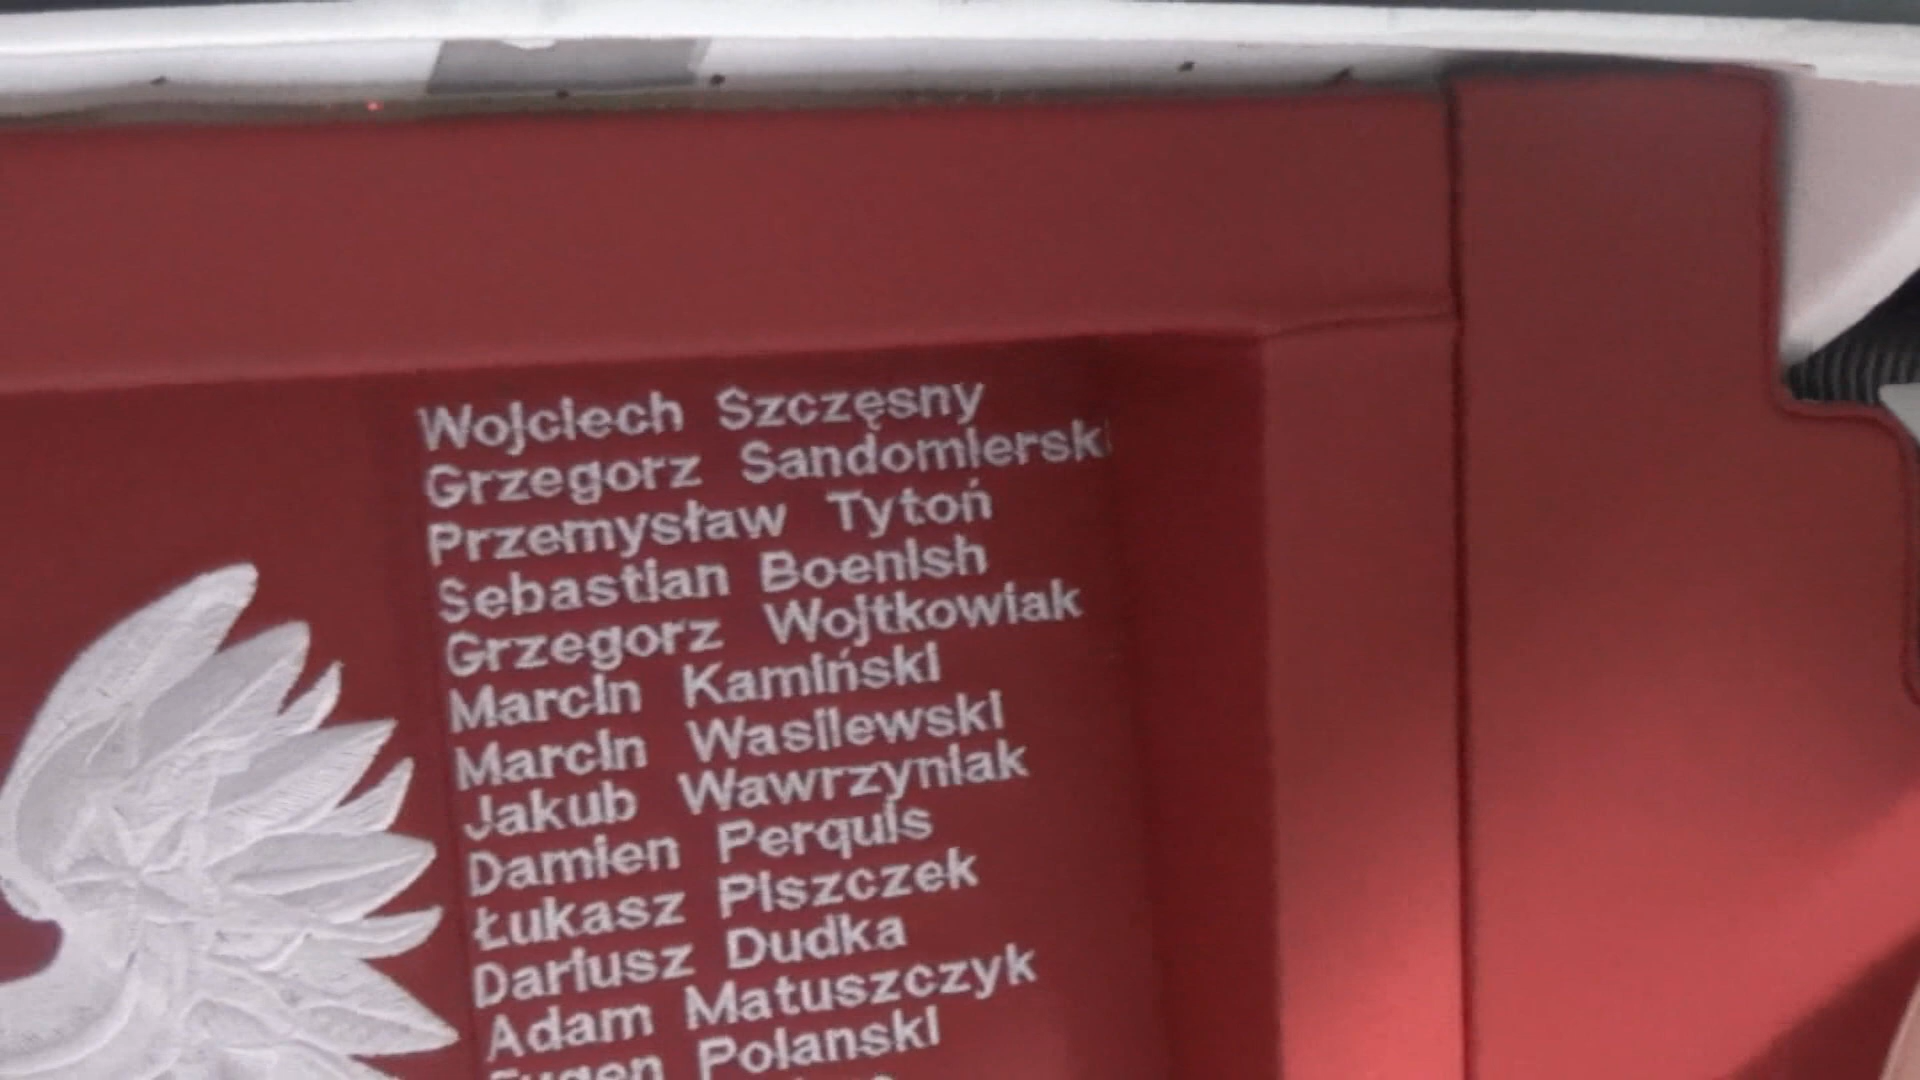 Wojciech Szczęsny
Grzegorz Sandomierski
Przemysław Tytoń
Sebastian Boenish
Grzegorz Wojtkowiak
Marcin Kamiński
Marcin Wasilewski
Jakub Wawrzyniak
Damien Perquis
Łukasz Piszczek
Dariusz Dudka
Adam Matuszczyk
Eugen Polanski